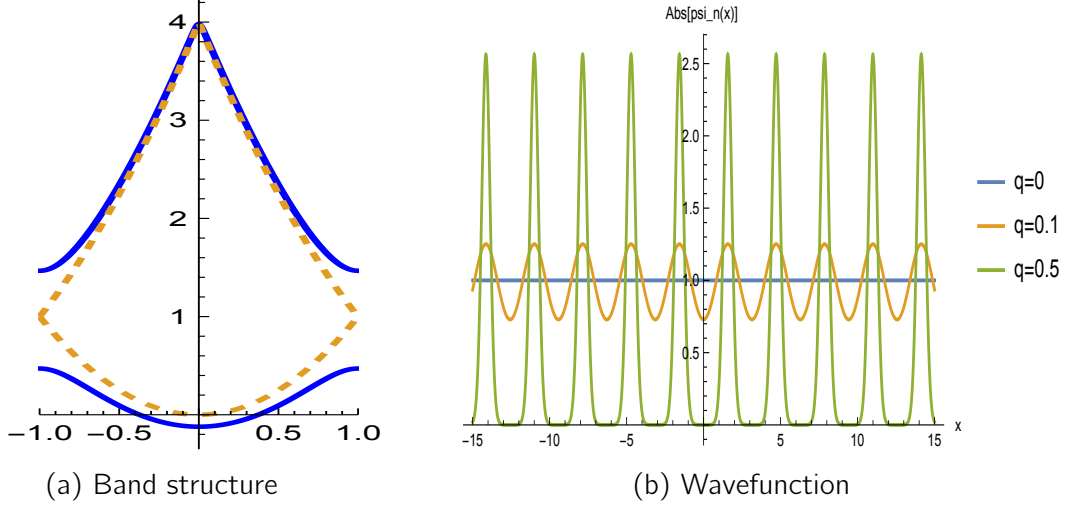 4
3
2
1
−1.0 −0.5 0.5 1.0
(a) Band structure
Abs[psi_n(x)]
2.5
2.0
1.5
1.0
0.5
−15 −10 −5 5 10 15 x
q=0
q=0.1
q=0.5
(b) Wavefunction